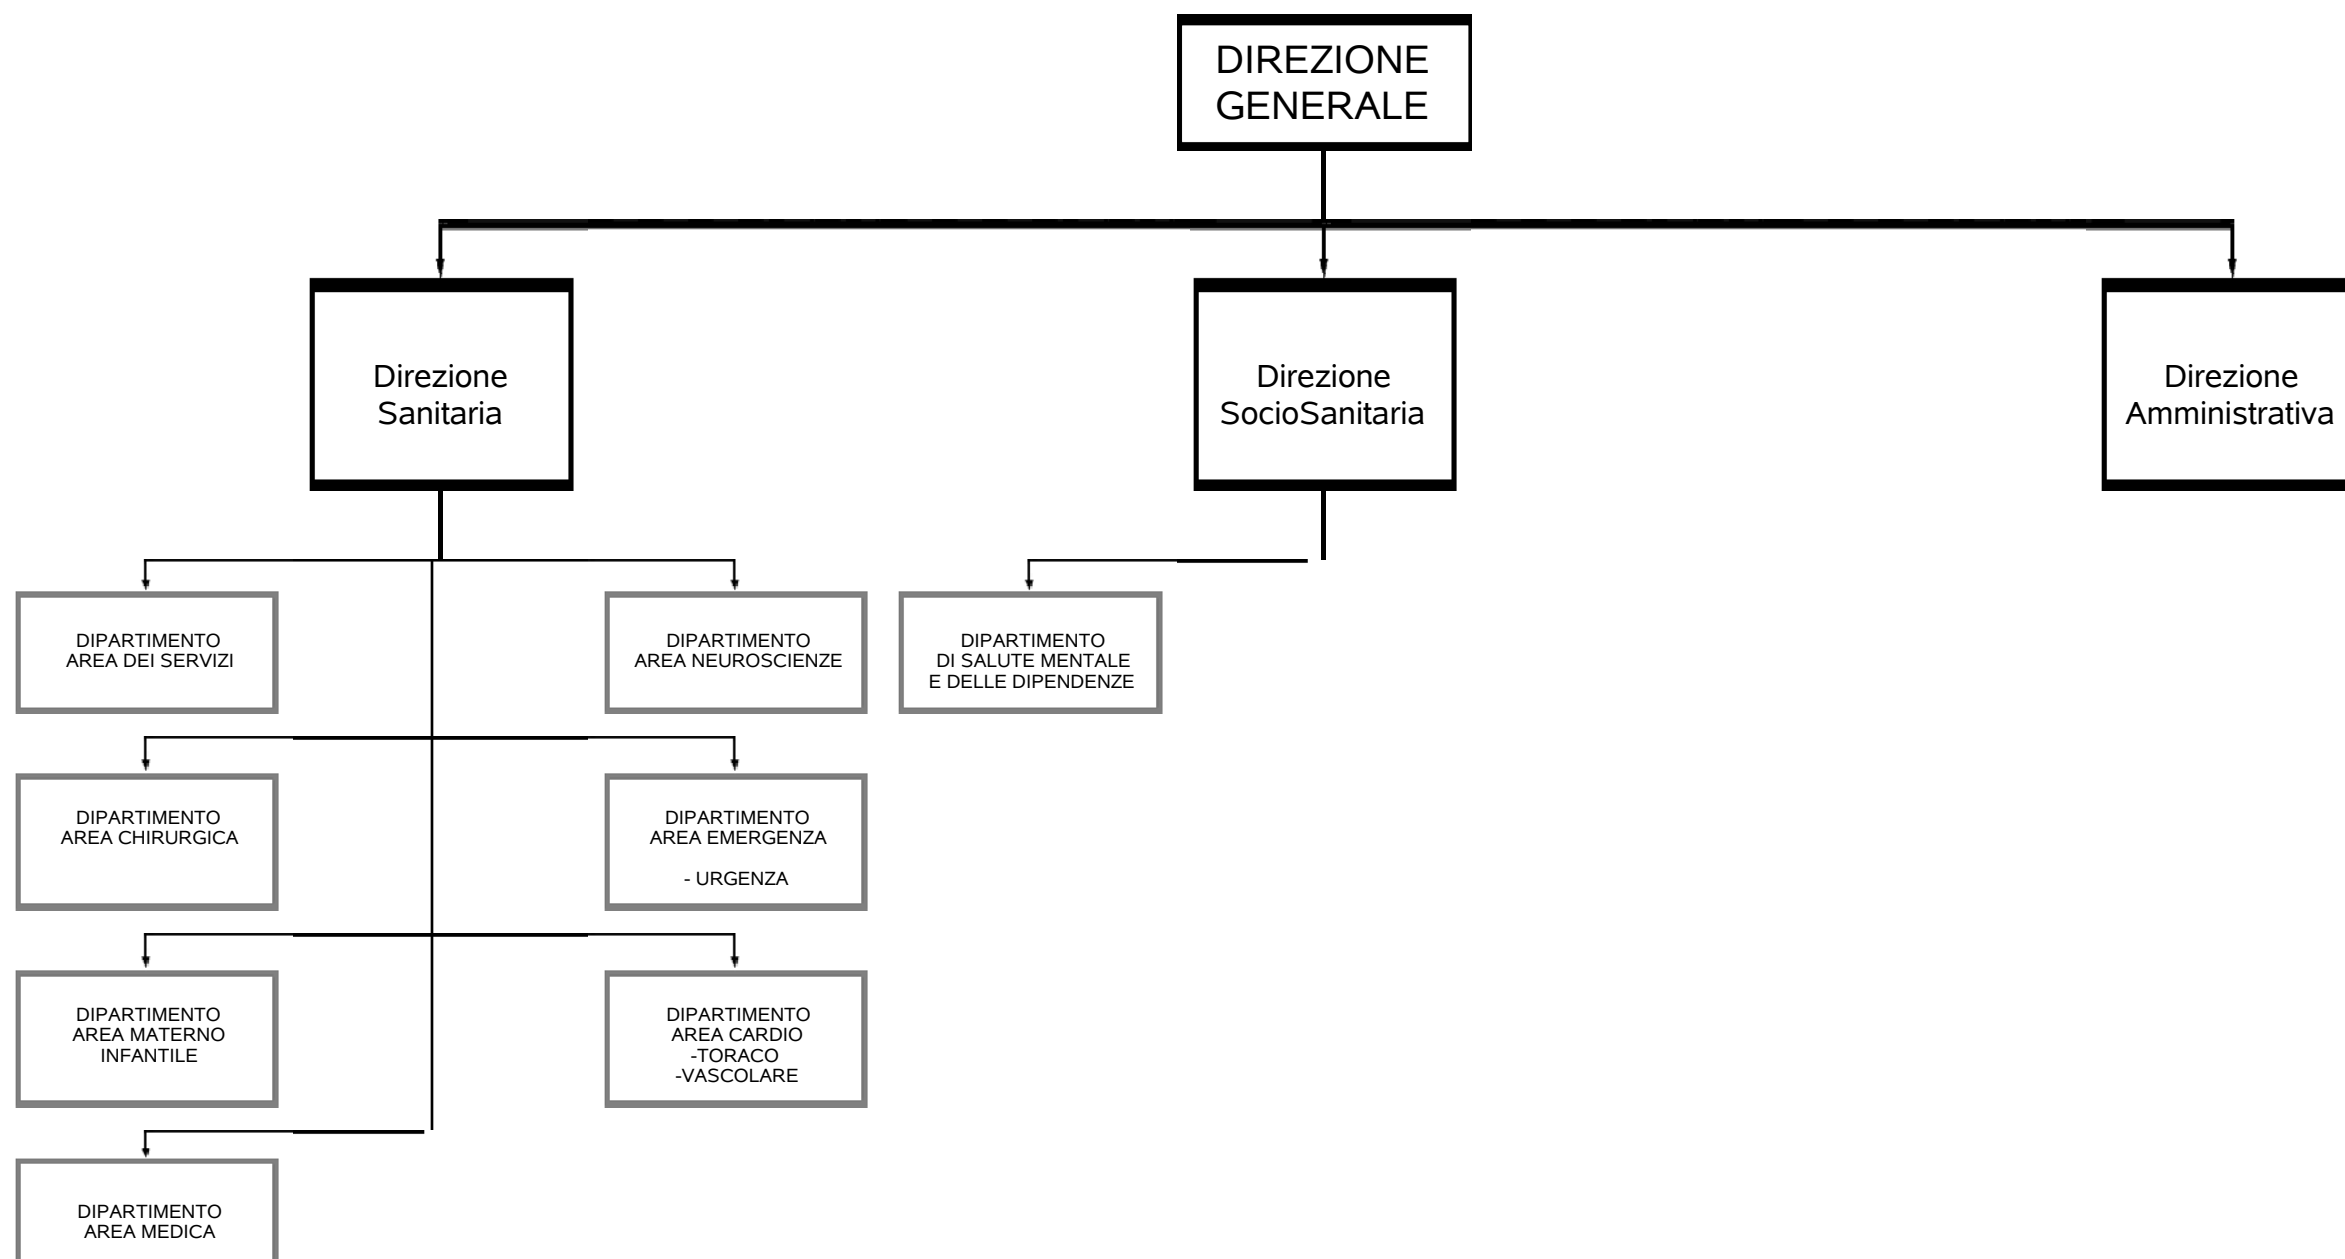 DIREZIONE
GENERALE
Direzione
Sanitaria
Direzione
SocioSanitaria
Direzione
Amministrativa
DIPARTIMENTO
AREA DEI SERVIZI
DIPARTIMENTO
AREA NEUROSCIENZE
DIPARTIMENTO
DI SALUTE MENTALE
E DELLE DIPENDENZE
DIPARTIMENTO
AREA CHIRURGICA
DIPARTIMENTO
AREA EMERGENZA
- URGENZA
DIPARTIMENTO
AREA MATERNO
INFANTILE
DIPARTIMENTO
AREA CARDIO
-TORACO
-VASCOLARE
DIPARTIMENTO
AREA MEDICA